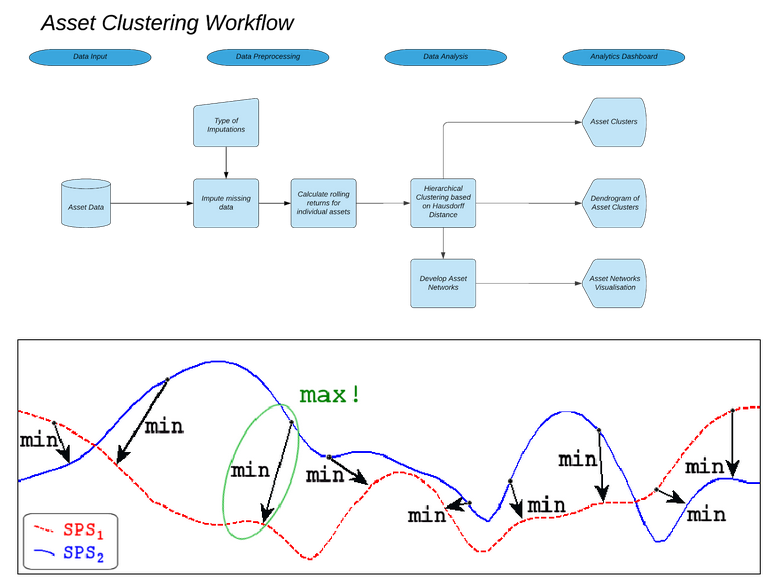 Asset Clustering Workflow
Data Input
Data Preprocessing
Data Analysis
Analytics Dashboard
Type of
Imputations
Asset Clusters
Asset Data
Impute missing
data
Calculate rolling
returns for
individual assets
Hierarchical
Clustering based
on Hausdorff
Distance
Dendrogram of
Asset Clusters
Develop Asset
Networks
Asset Networks
Visualisation
max!
min
min
min
min
min
min
min
min
min
SPS1
SPS2